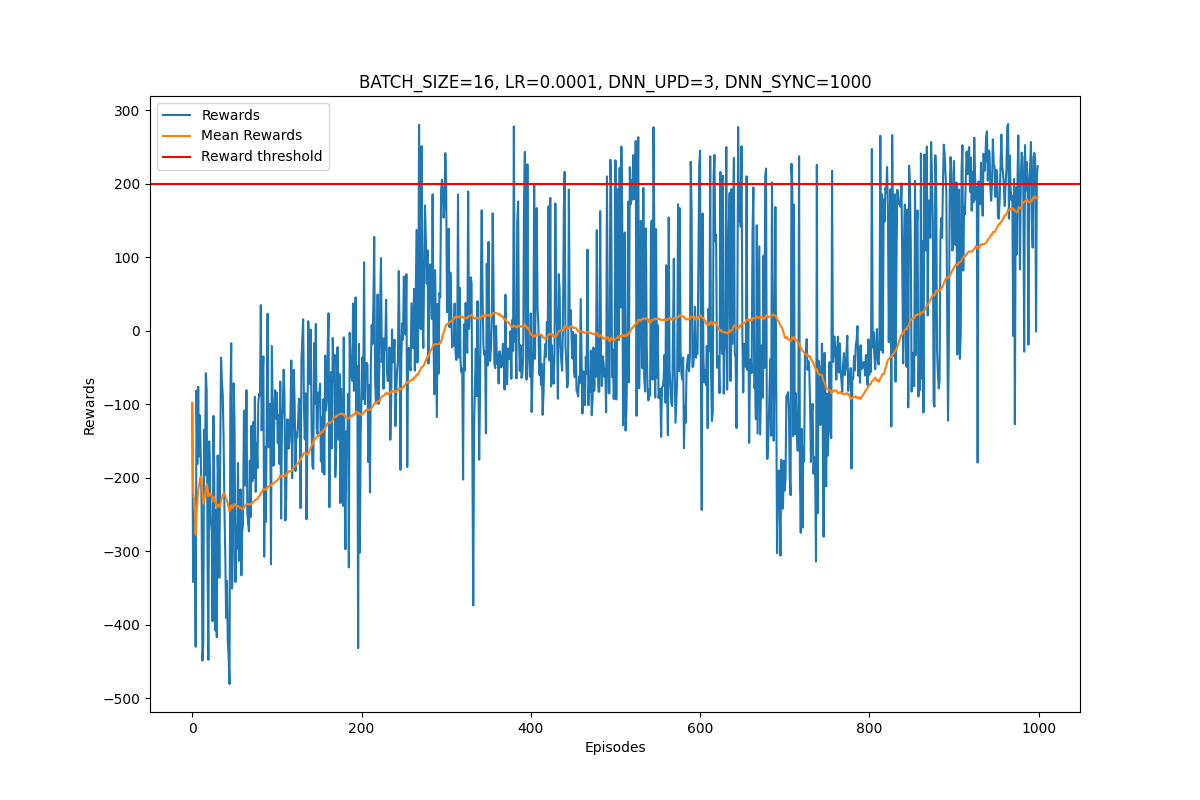 BATCH_SIZE=16, LR=0.0001, DNN_UPD=3, DNN_SYNC=1000
Rewards
Mean Rewards
Reward threshold
300
200
100
0
−100
−200
−300
−400
−500
Rewards
0
200
400
600
800
1000
Episodes